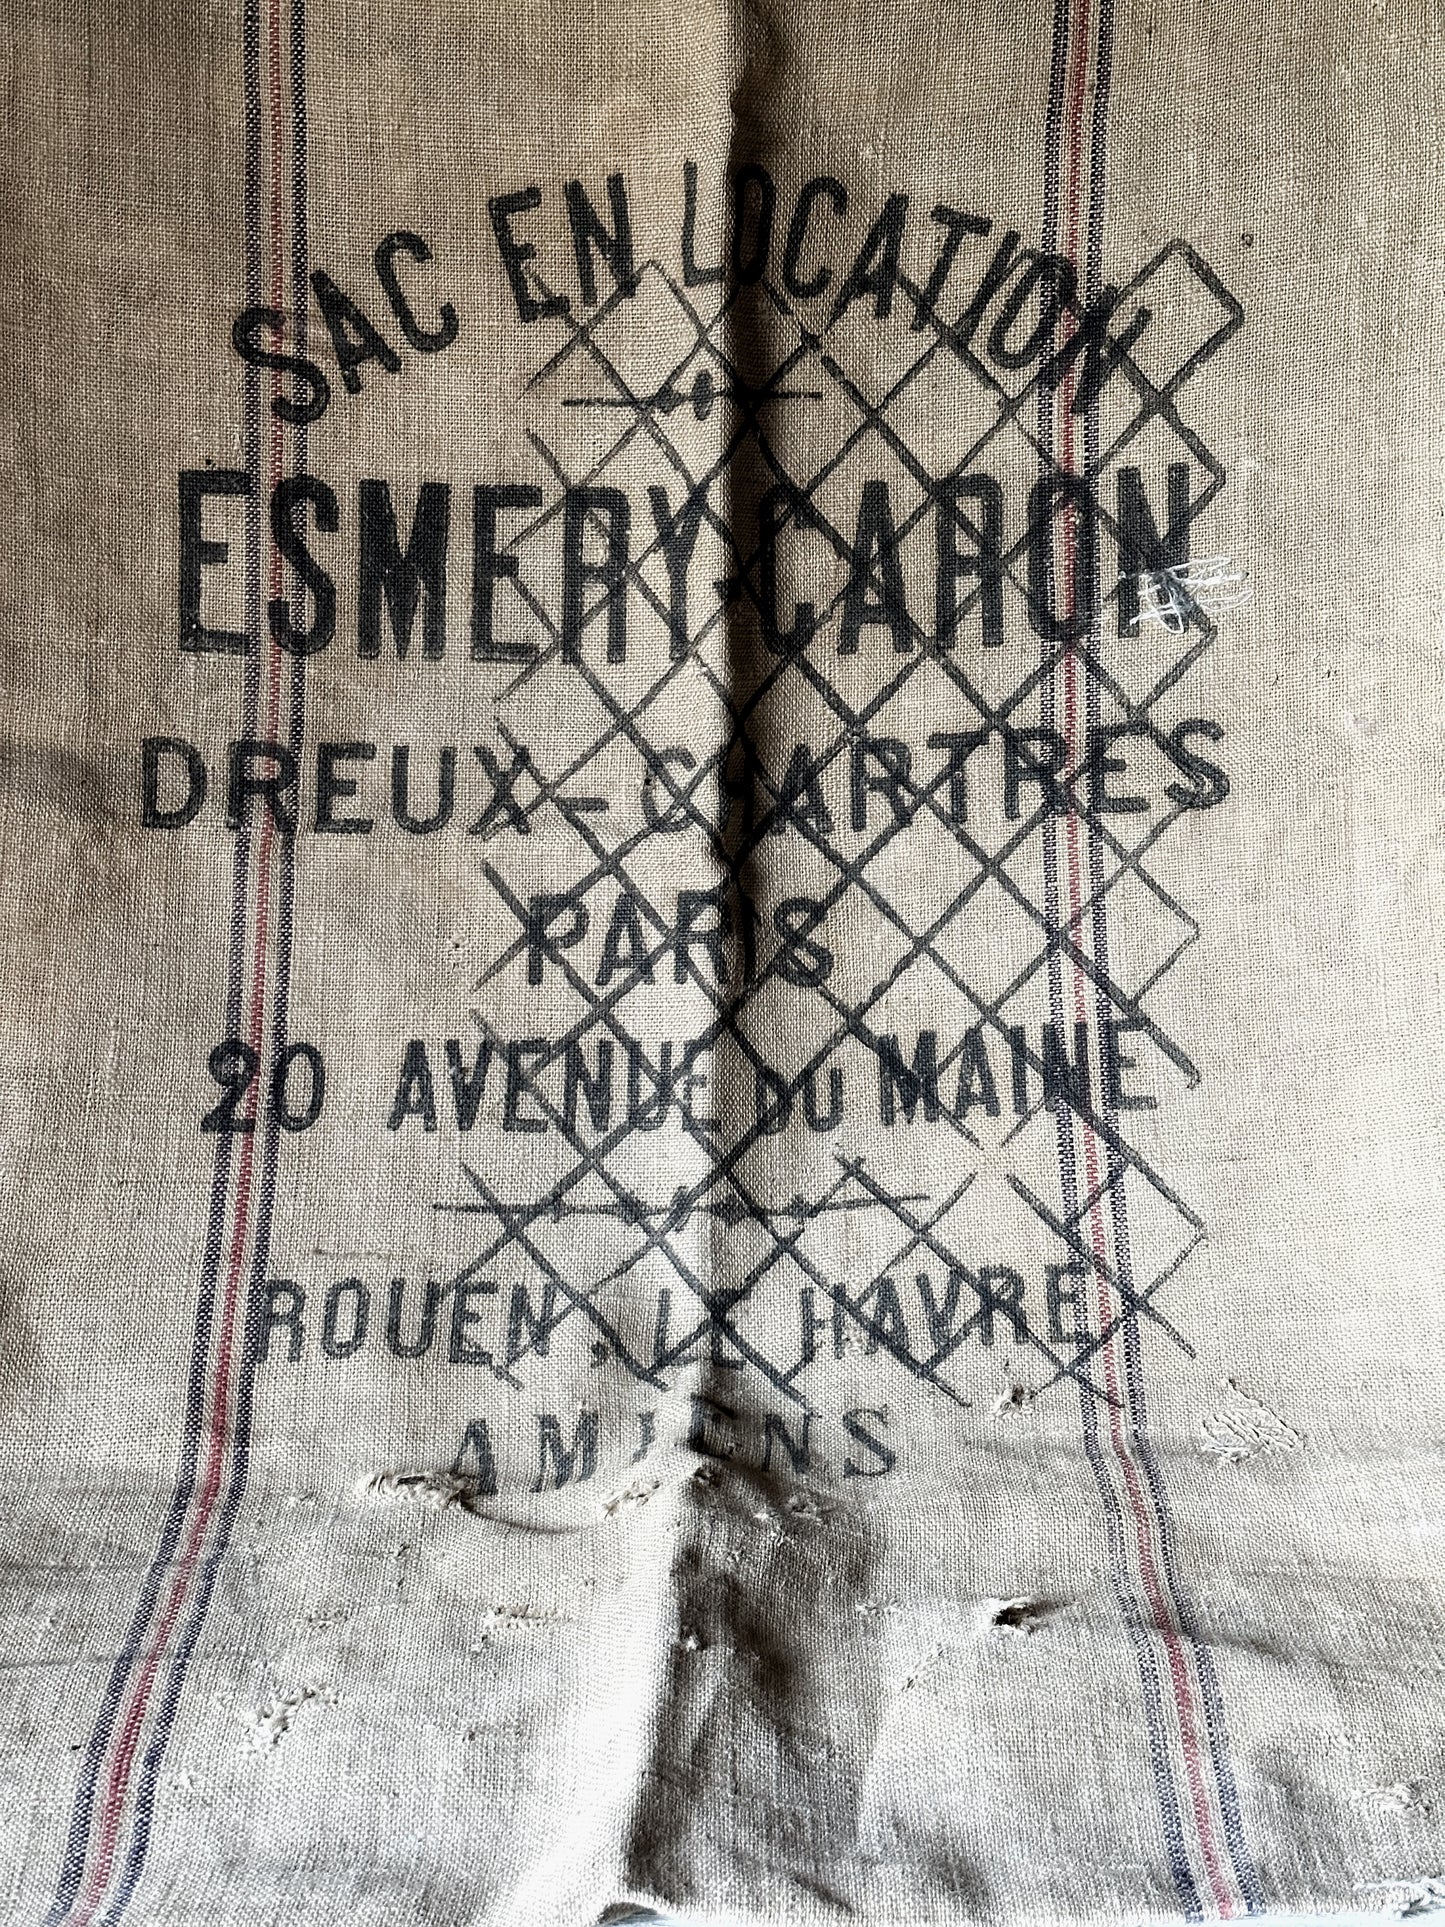 SAC EN LOCATION
ESMERY-CARON
DREUX-CHARTRES
PARIS
20 AVENUE DU MAINE
ROUEN, LE HAVRE
AMIENS